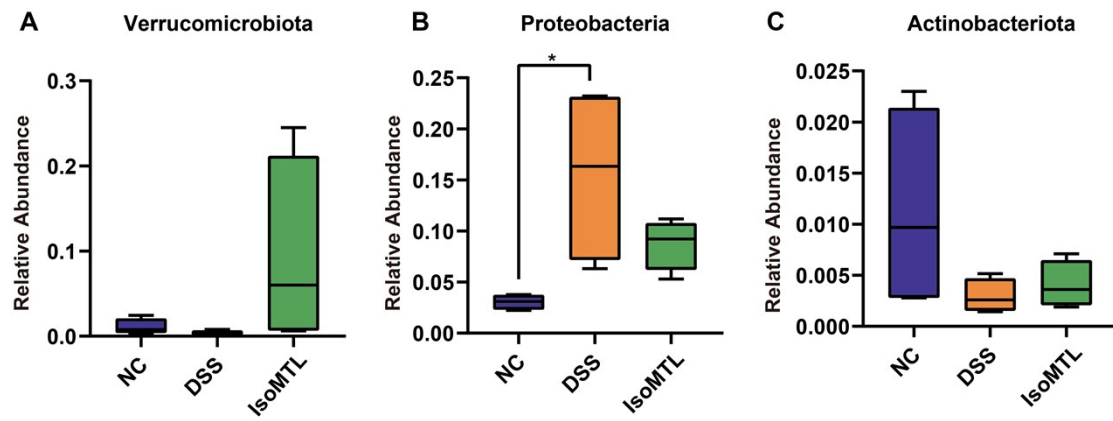 A Verrucomicrobiota
Relative Abundance
0.3
0.2
0.1
0.0
NC
DSS
IsoMTL
B Proteobacteria
*
Relative Abundance
0.25
0.20
0.15
0.10
0.05
0.00
NC
DSS
IsoMTL
C Actinobacteriota
Relative Abundance
0.025
0.020
0.015
0.010
0.005
0.000
NC
DSS
IsoMTL